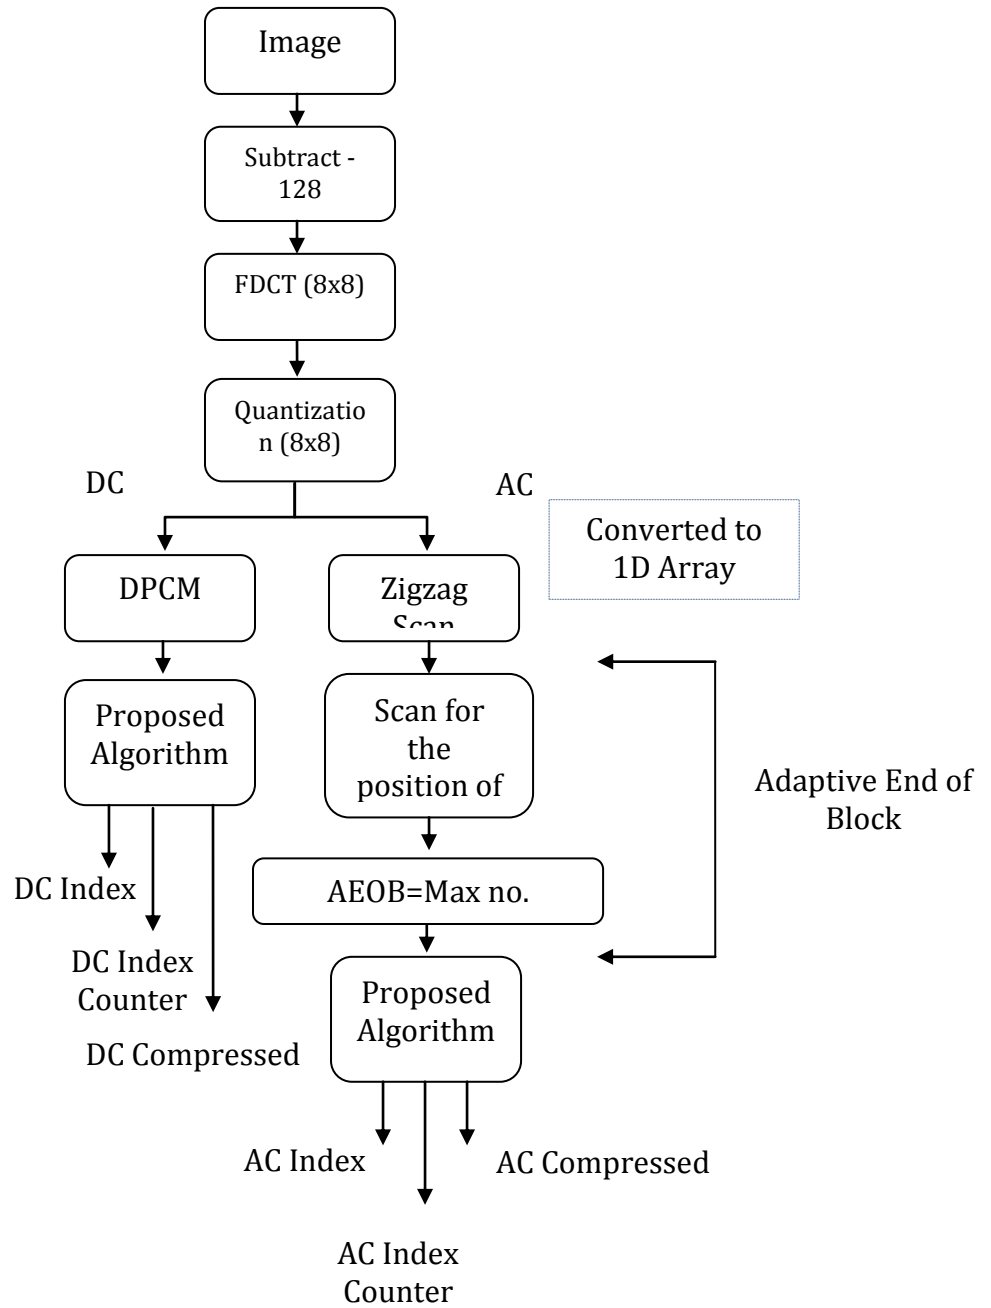 Image
Subtract -
128
FDCT (8x8)
Quantizatio
n (8x8)
DC
AC
Converted to
1D Array
DPCM
Zigzag
Scan
Proposed
Algorithm
Scan for
the
position of
Adaptive End of
Block
DC Index
AEOB=Max no.
DC Index
Counter
DC Compressed
Proposed
Algorithm
AC Index
AC Compressed
AC Index
Counter